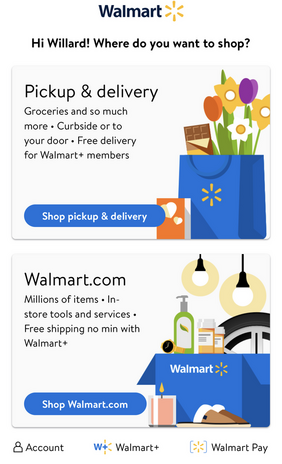 Walmart
Hi Willard! Where do you want to shop?
Pickup & delivery
Groceries and so much
more • Curbside or to
your door • Free delivery
for Walmart+ members
Shop pickup & delivery
Walmart.com
Millions of items • In-
store tools and services •
Free shipping no min with
Walmart+
Walmart
Shop Walmart.com
Account W+ Walmart+ Walmart Pay